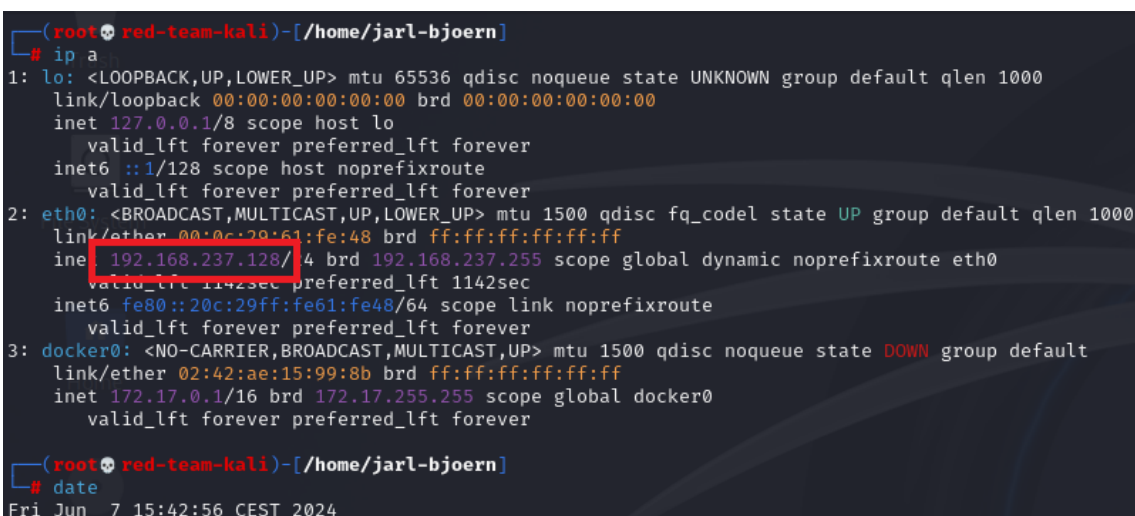 ┌──(root💀red-team-kali)-[/home/jarl-bjoern]
└─# ip a
1: lo: <LOOPBACK,UP,LOWER_UP> mtu 65536 qdisc noqueue state UNKNOWN group default qlen 1000
link/loopback 00:00:00:00:00:00 brd 00:00:00:00:00:00
inet 127.0.0.1/8 scope host lo
valid_lft forever preferred_lft forever
inet6 ::1/128 scope host noprefixroute
valid_lft forever preferred_lft forever
2: eth0: <BROADCAST,MULTICAST,UP,LOWER_UP> mtu 1500 qdisc fq_codel state UP group default qlen 1000
link/ether 00:0c:29:61:fe:48 brd ff:ff:ff:ff:ff:ff
inet 192.168.237.128/24 brd 192.168.237.255 scope global dynamic noprefixroute eth0
valid_lft 1142sec preferred_lft 1142sec
inet6 fe80::20c:29ff:fe61:fe48/64 scope link noprefixroute
valid_lft forever preferred_lft forever
3: docker0: <NO-CARRIER,BROADCAST,MULTICAST,UP> mtu 1500 qdisc noqueue state DOWN group default
link/ether 02:42:ae:15:99:8b brd ff:ff:ff:ff:ff:ff
inet 172.17.0.1/16 brd 172.17.255.255 scope global docker0
valid_lft forever preferred_lft forever
┌──(root💀red-team-kali)-[/home/jarl-bjoern]
└─# date
Fri Jun  7 15:42:56 CEST 2024